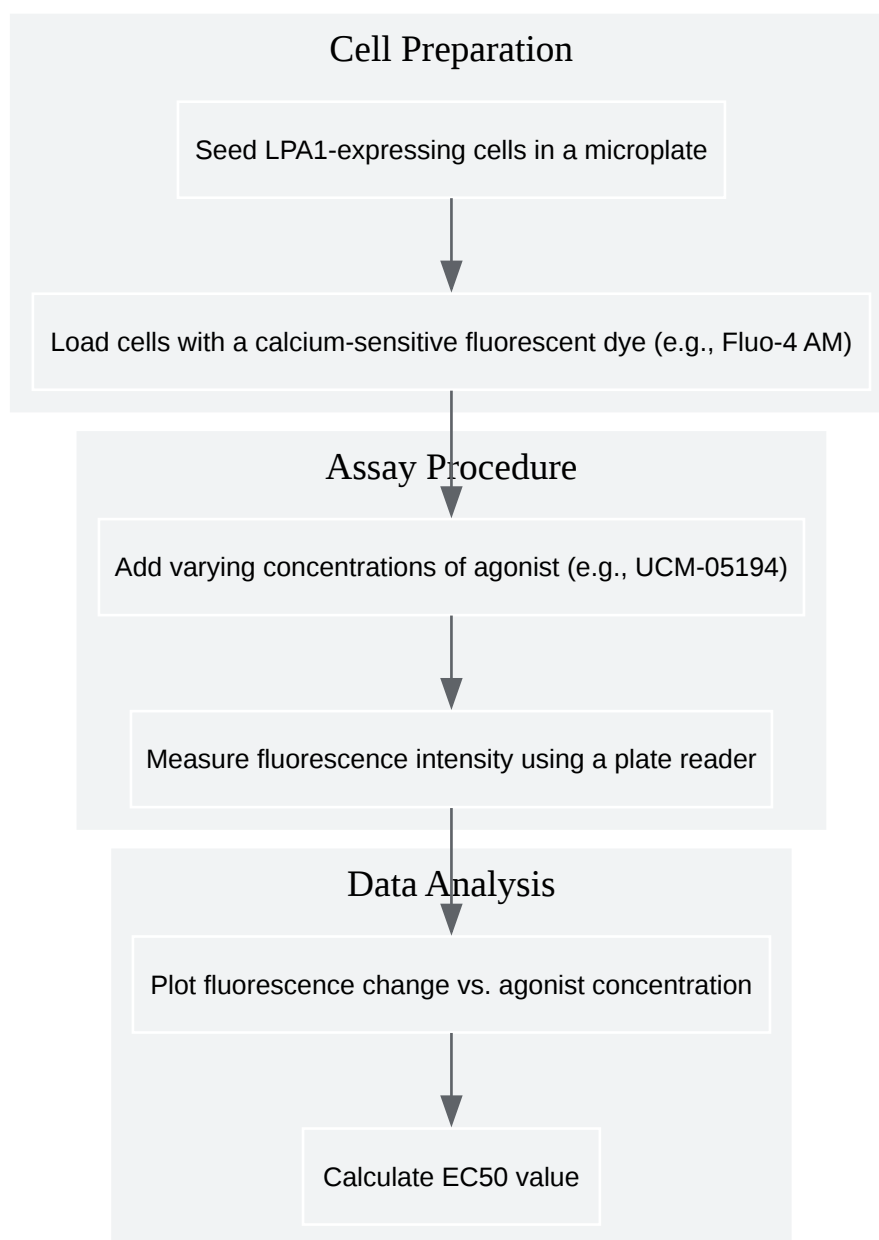 Cell Preparation
Seed LPA1-expressing cells in a microplate
Load cells with a calcium-sensitive fluorescent dye (e.g., Fluo-4 AM)
Assay Procedure
Add varying concentrations of agonist (e.g., UCM-05194)
Measure fluorescence intensity using a plate reader
Data Analysis
Plot fluorescence change vs. agonist concentration
Calculate EC50 value